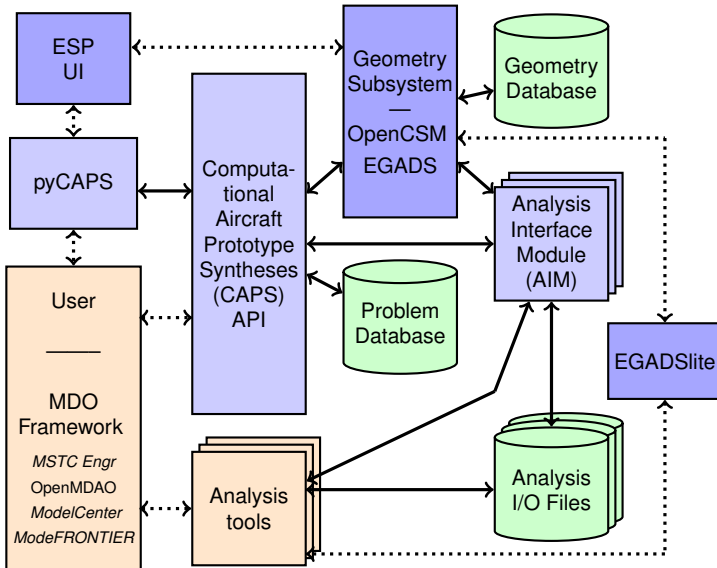 ESP
UI
Geometry
Subsystem
—
OpenCSM
EGADS
Geometry
Database
pyCAPS
Computa-
tional
Aircraft
Prototype
Syntheses
(CAPS)
API
Analysis
Interface
Module
(AIM)
Problem
Database
User
MDO
Framework
MSTC Engr
OpenMDAO
ModelCenter
ModeFRONTIER
EGADSlite
Analysis
tools
Analysis
I/O Files